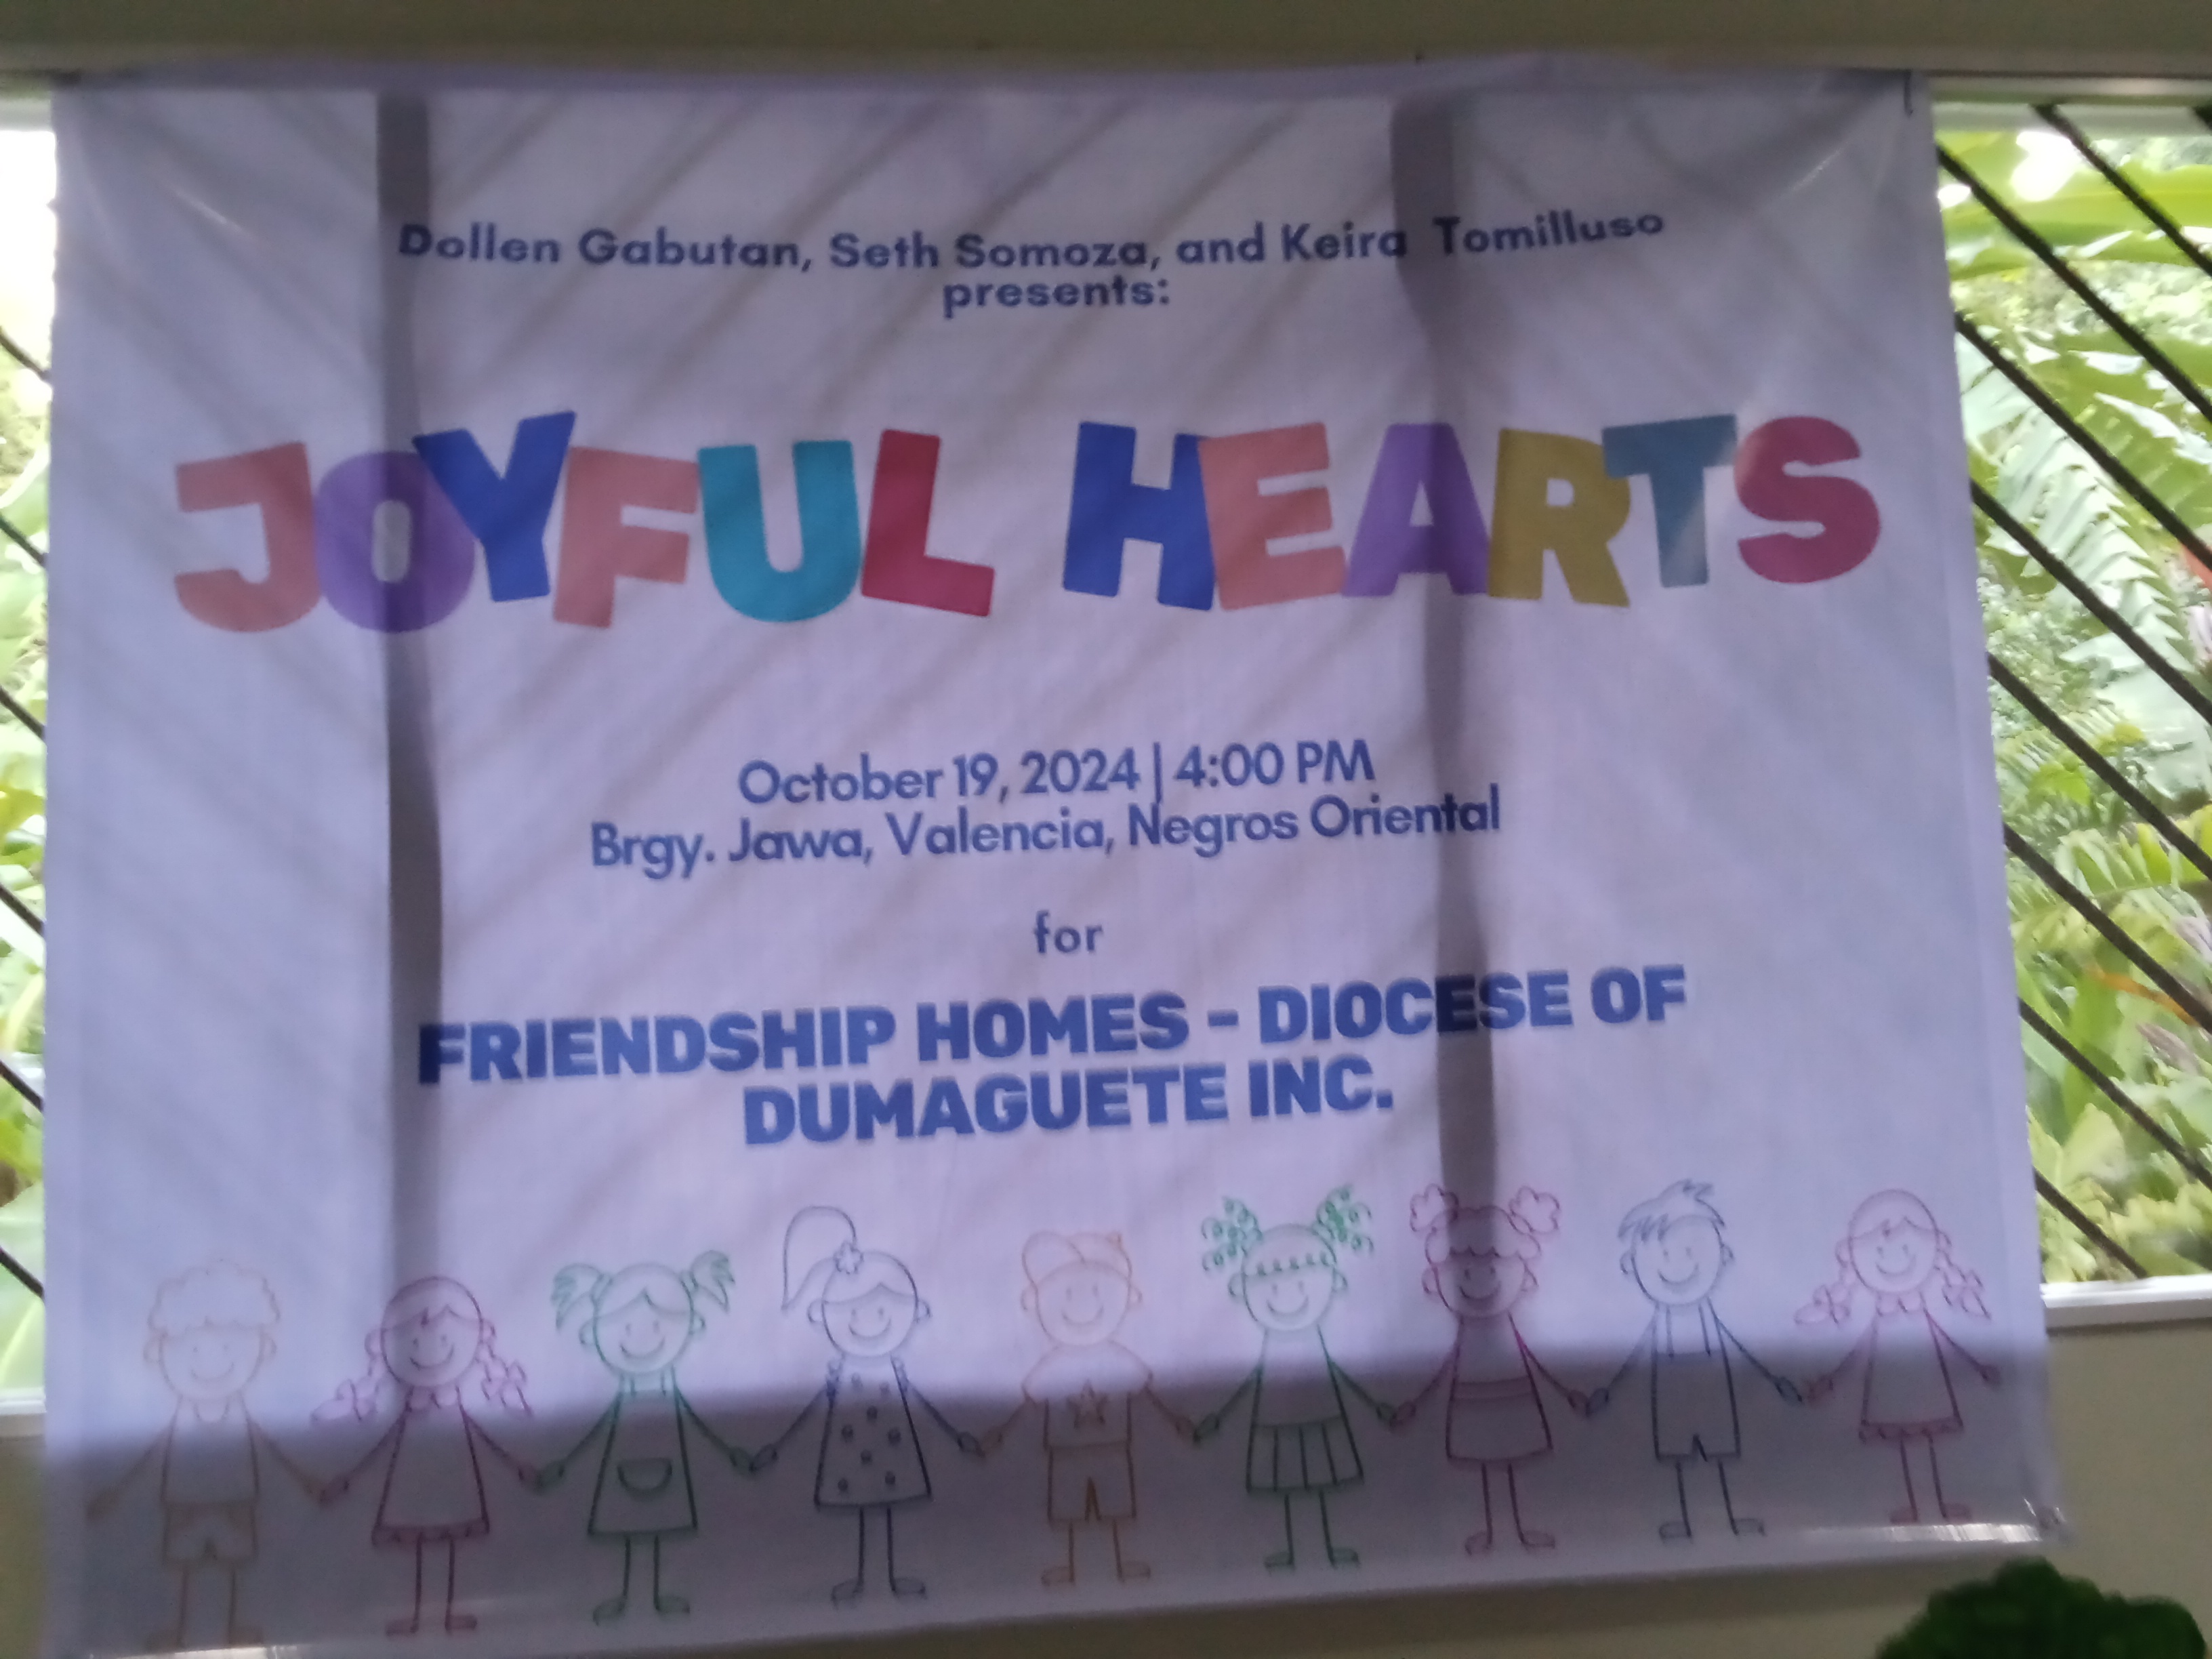 Dollen Gabutan, Seth Somoza, and Keira Tomilluso
presents:
JOYFUL HEARTS
October 19, 2024 | 4:00 PM
Brgy. Jawa, Valencia, Negros Oriental
for
FRIENDSHIP HOMES - DIOCESE OF
DUMAGUETE INC.